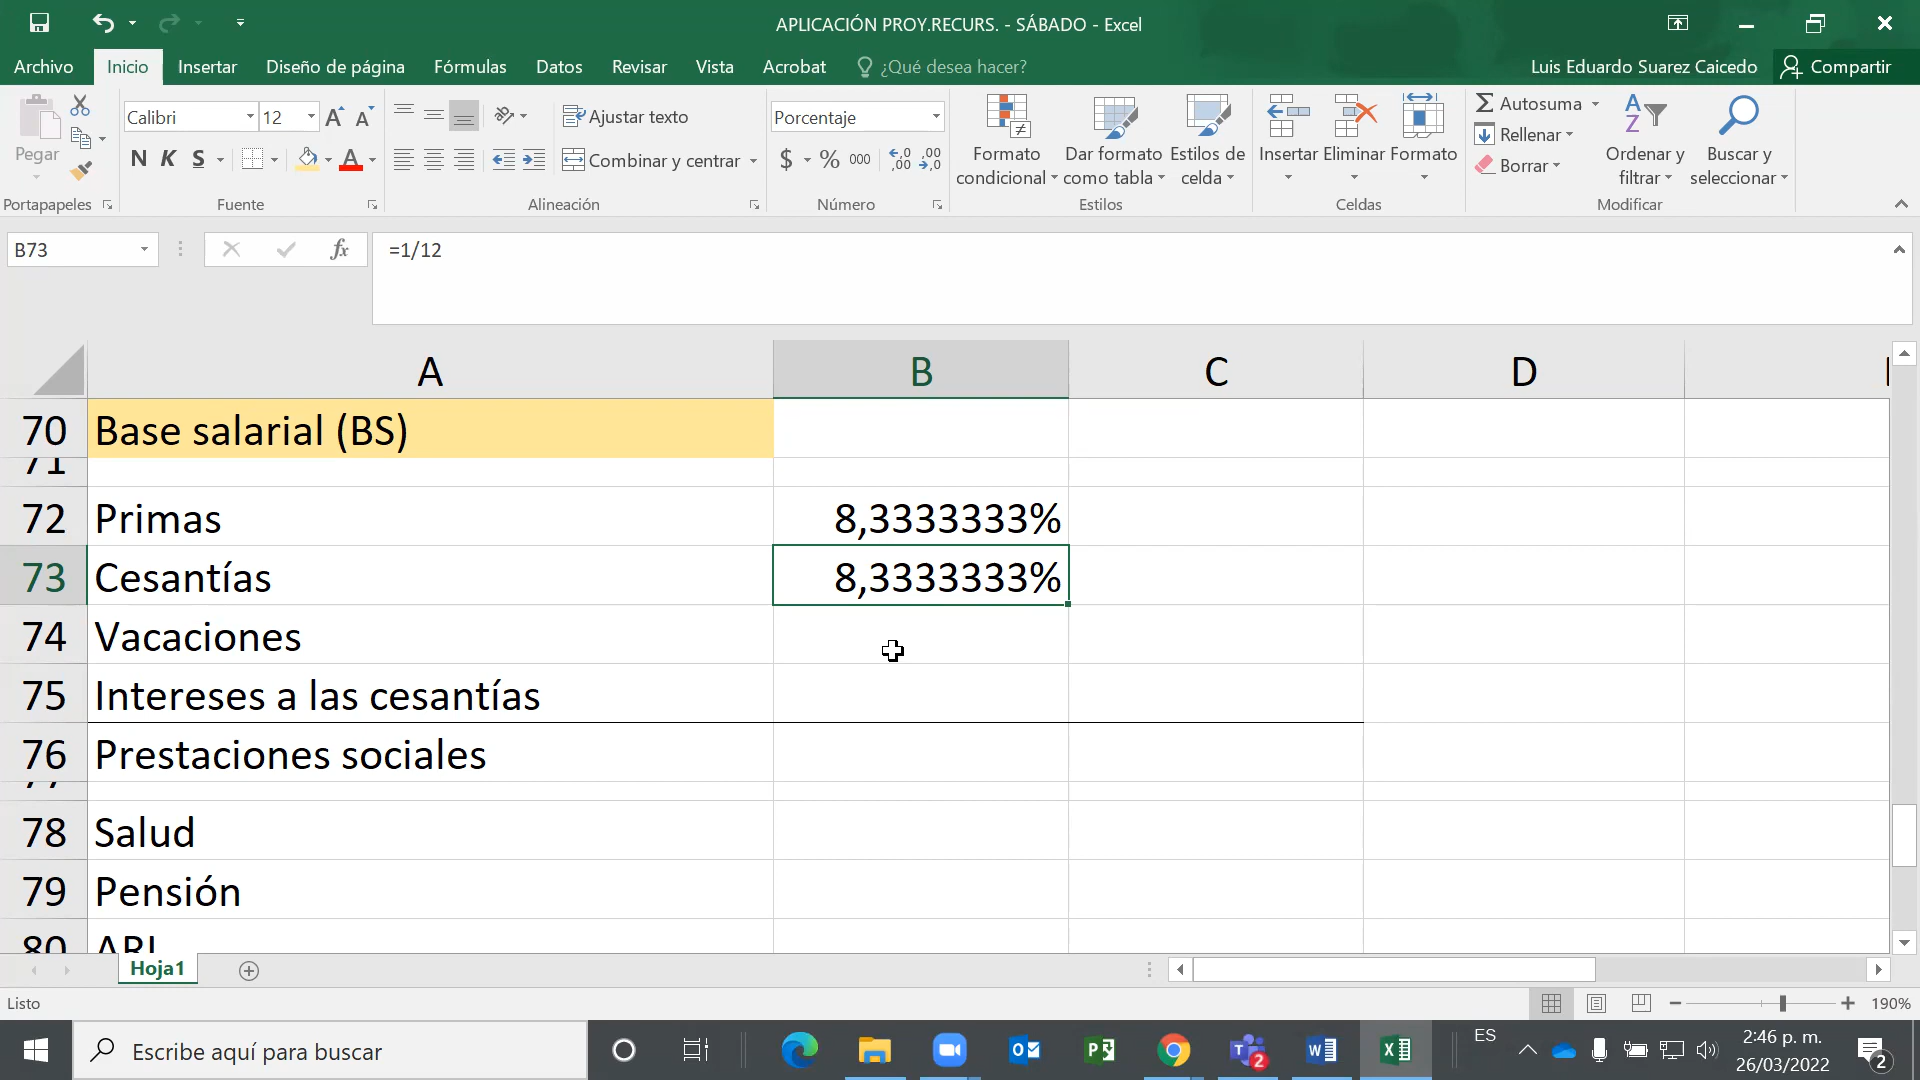 APLICACIÓN PROY.RECURS. - SÁBADO - Excel
Archivo Inicio Insertar Diseño de página Fórmulas Datos Revisar Vista Acrobat ¿Qué desea hacer? Luis Eduardo Suarez Caicedo Compartir
Pegar
Portapapeles
Calibri 12
N K S
Fuente
Ajustar texto
Combinar y centrar
Alineación
Porcentaje
$ % 000
Número
Formato condicional
Dar formato como tabla
Estilos de celda
Estilos
Insertar Eliminar Formato
Celdas
Autosuma
Rellenar
Borrar
Ordenar y filtrar
Buscar y seleccionar
Modificar
B73 fx =1/12
A B C D
70 Base salarial (BS)
71
72 Primas 8,3333333%
73 Cesantías 8,3333333%
74 Vacaciones
75 Intereses a las cesantías
76 Prestaciones sociales
77
78 Salud
79 Pensión
80 ARL
Hoja1
Listo 190%
Escribe aquí para buscar
ES
2:46 p. m.
26/03/2022
2
2